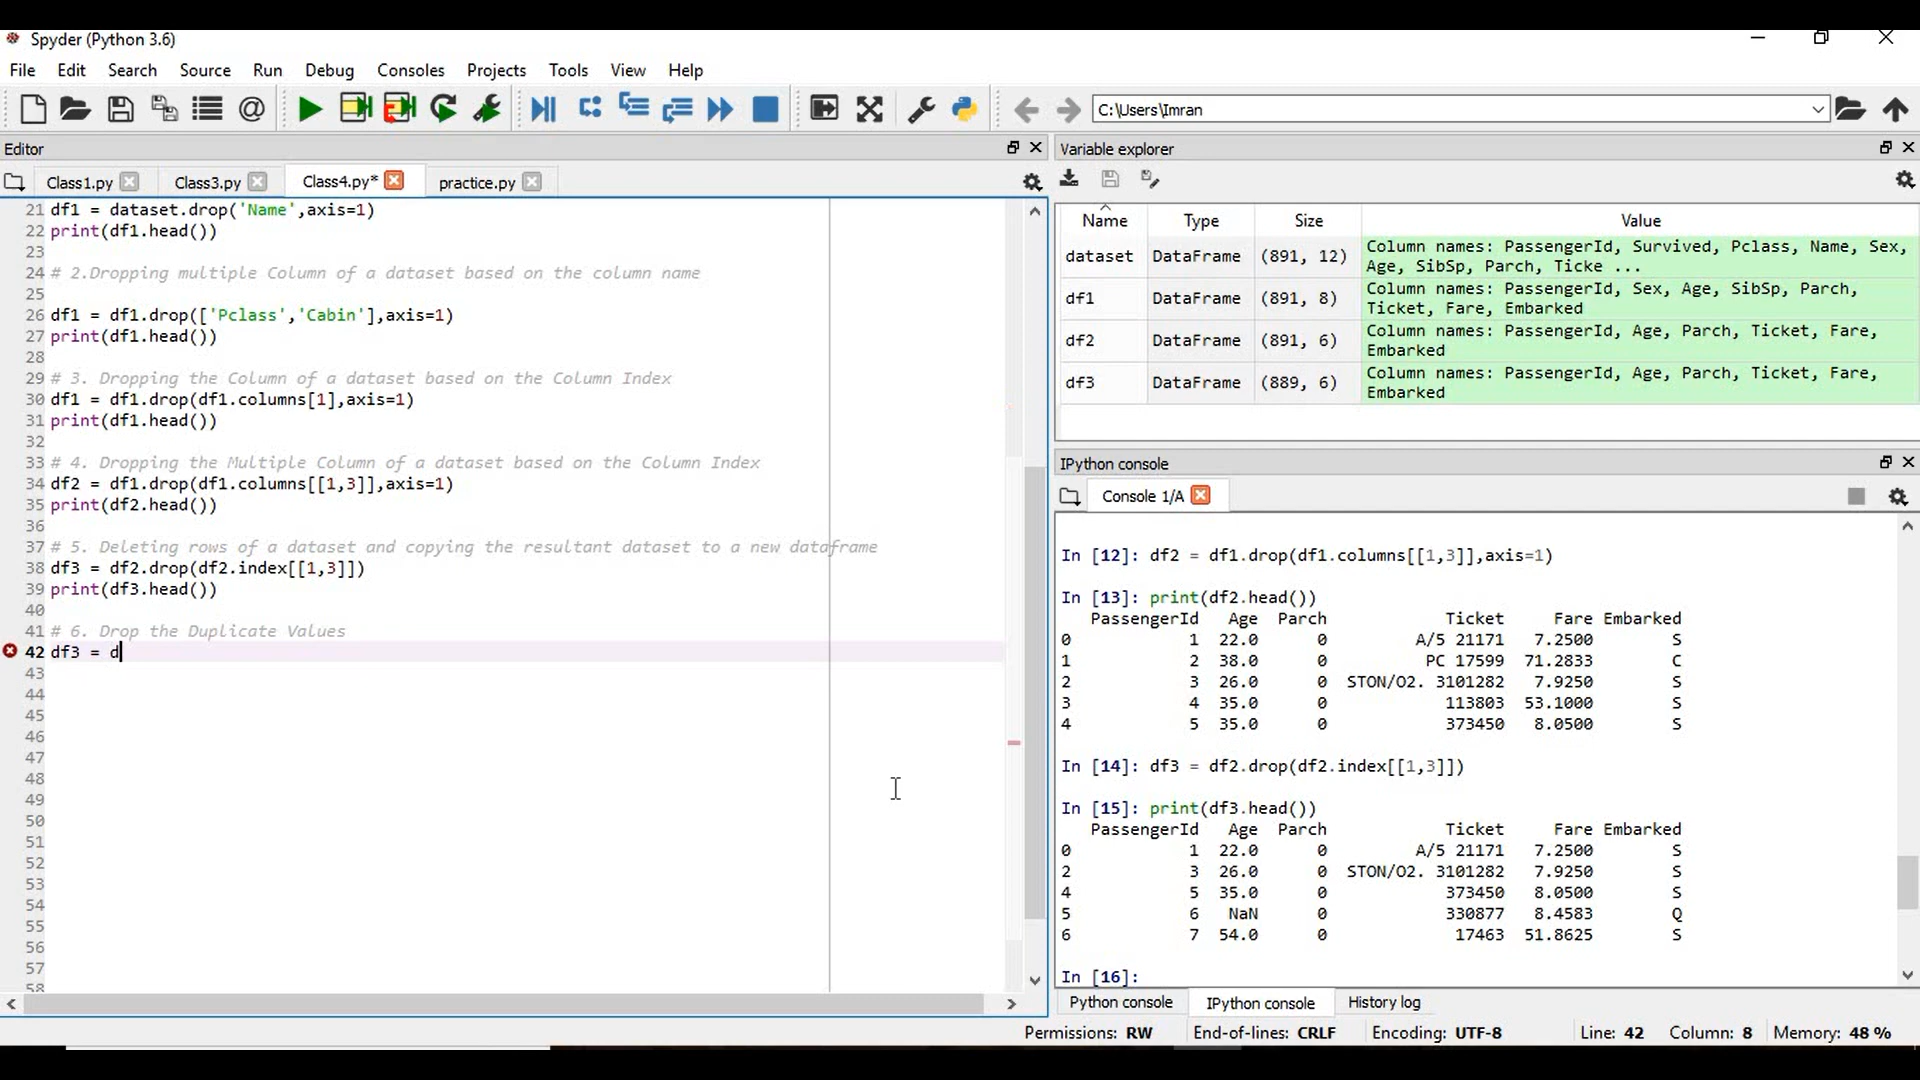 Spyder (Python 3.6)
File Edit Search Source Run Debug Consoles Projects Tools View Help
C:\Users\Imran
Editor
Class1.py Class3.py Class4.py* practice.py
21 df1 = dataset.drop('Name',axis=1)
22 print(df1.head())
23
24 # 2.Dropping multiple Column of a dataset based on the column name
25
26 df1 = df1.drop(['Pclass','Cabin'],axis=1)
27 print(df1.head())
28
29 # 3. Dropping the Column of a dataset based on the Column Index
30 df1 = df1.drop(df1.columns[1],axis=1)
31 print(df1.head())
32
33 # 4. Dropping the Multiple Column of a dataset based on the Column Index
34 df2 = df1.drop(df1.columns[[1,3]],axis=1)
35 print(df2.head())
36
37 # 5. Deleting rows of a dataset and copying the resultant dataset to a new dataframe
38 df3 = df2.drop(df2.index[[1,3]])
39 print(df3.head())
40
41 # 6. Drop the Duplicate Values
42 df3 = d
43
44
45
46
47
48
49
50
51
52
53
54
55
56
57
58
Variable explorer
Name Type Size Value
dataset DataFrame (891, 12) Column names: PassengerId, Survived, Pclass, Name, Sex,
Age, SibSp, Parch, Ticke ...
df1 DataFrame (891, 8) Column names: PassengerId, Sex, Age, SibSp, Parch,
Ticket, Fare, Embarked
df2 DataFrame (891, 6) Column names: PassengerId, Age, Parch, Ticket, Fare,
Embarked
df3 DataFrame (889, 6) Column names: PassengerId, Age, Parch, Ticket, Fare,
Embarked
IPython console
Console 1/A
In [12]: df2 = df1.drop(df1.columns[[1,3]],axis=1)
In [13]: print(df2.head())
PassengerId Age Parch Ticket Fare Embarked
0 1 22.0 0 A/5 21171 7.2500 S
1 2 38.0 0 PC 17599 71.2833 C
2 3 26.0 0 STON/O2. 3101282 7.9250 S
3 4 35.0 0 113803 53.1000 S
4 5 35.0 0 373450 8.0500 S
In [14]: df3 = df2.drop(df2.index[[1,3]])
In [15]: print(df3.head())
PassengerId Age Parch Ticket Fare Embarked
0 1 22.0 0 A/5 21171 7.2500 S
2 3 26.0 0 STON/O2. 3101282 7.9250 S
4 5 35.0 0 373450 8.0500 S
5 6 NaN 0 330877 8.4583 Q
6 7 54.0 0 17463 51.8625 S
In [16]:
Python console IPython console History log
Permissions: RW End-of-lines: CRLF Encoding: UTF-8 Line: 42 Column: 8 Memory: 48 %